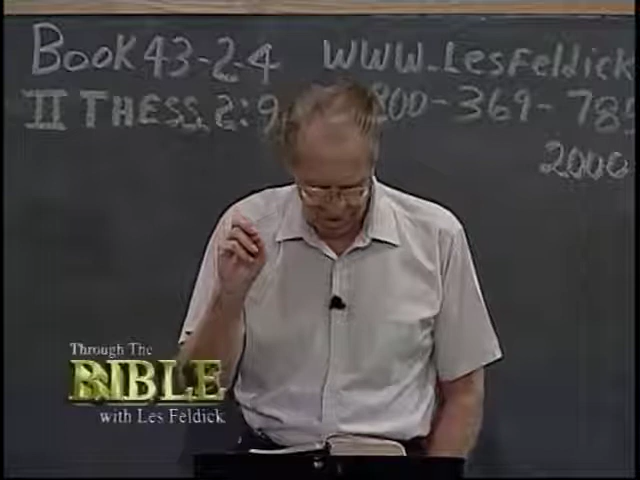 Book 43-2-4
WWW.LesFeldick
II THESS. 2:9
800-369-785
2000
Through The
BIBLE
with Les Feldick